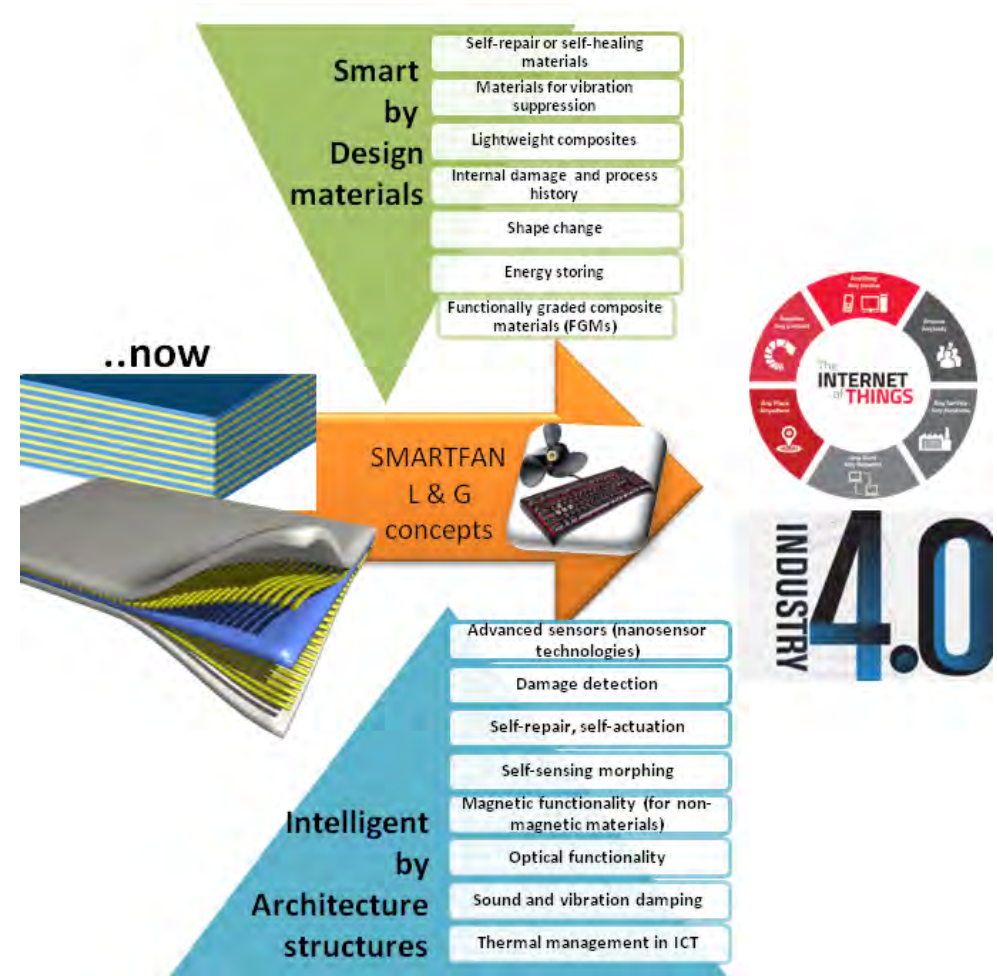 Smart
by
Design
materials
Self-repair or self-healing
materials
Materials for vibration
suppression
Lightweight composites
Internal damage and process
history
Shape change
Energy storing
Functionally graded composite
materials (FGMs)
..now
SMARTFAN
L & G
concepts
The
INTERNET
of THINGS
Any Place
Anywhere
INDUSTRY
4.0
Intelligent
by
Architecture
structures
Advanced sensors (nanosensor
technologies)
Damage detection
Self-repair, self-actuation
Self-sensing morphing
Magnetic functionality (for non-
magnetic materials)
Optical functionality
Sound and vibration damping
Thermal management in ICT